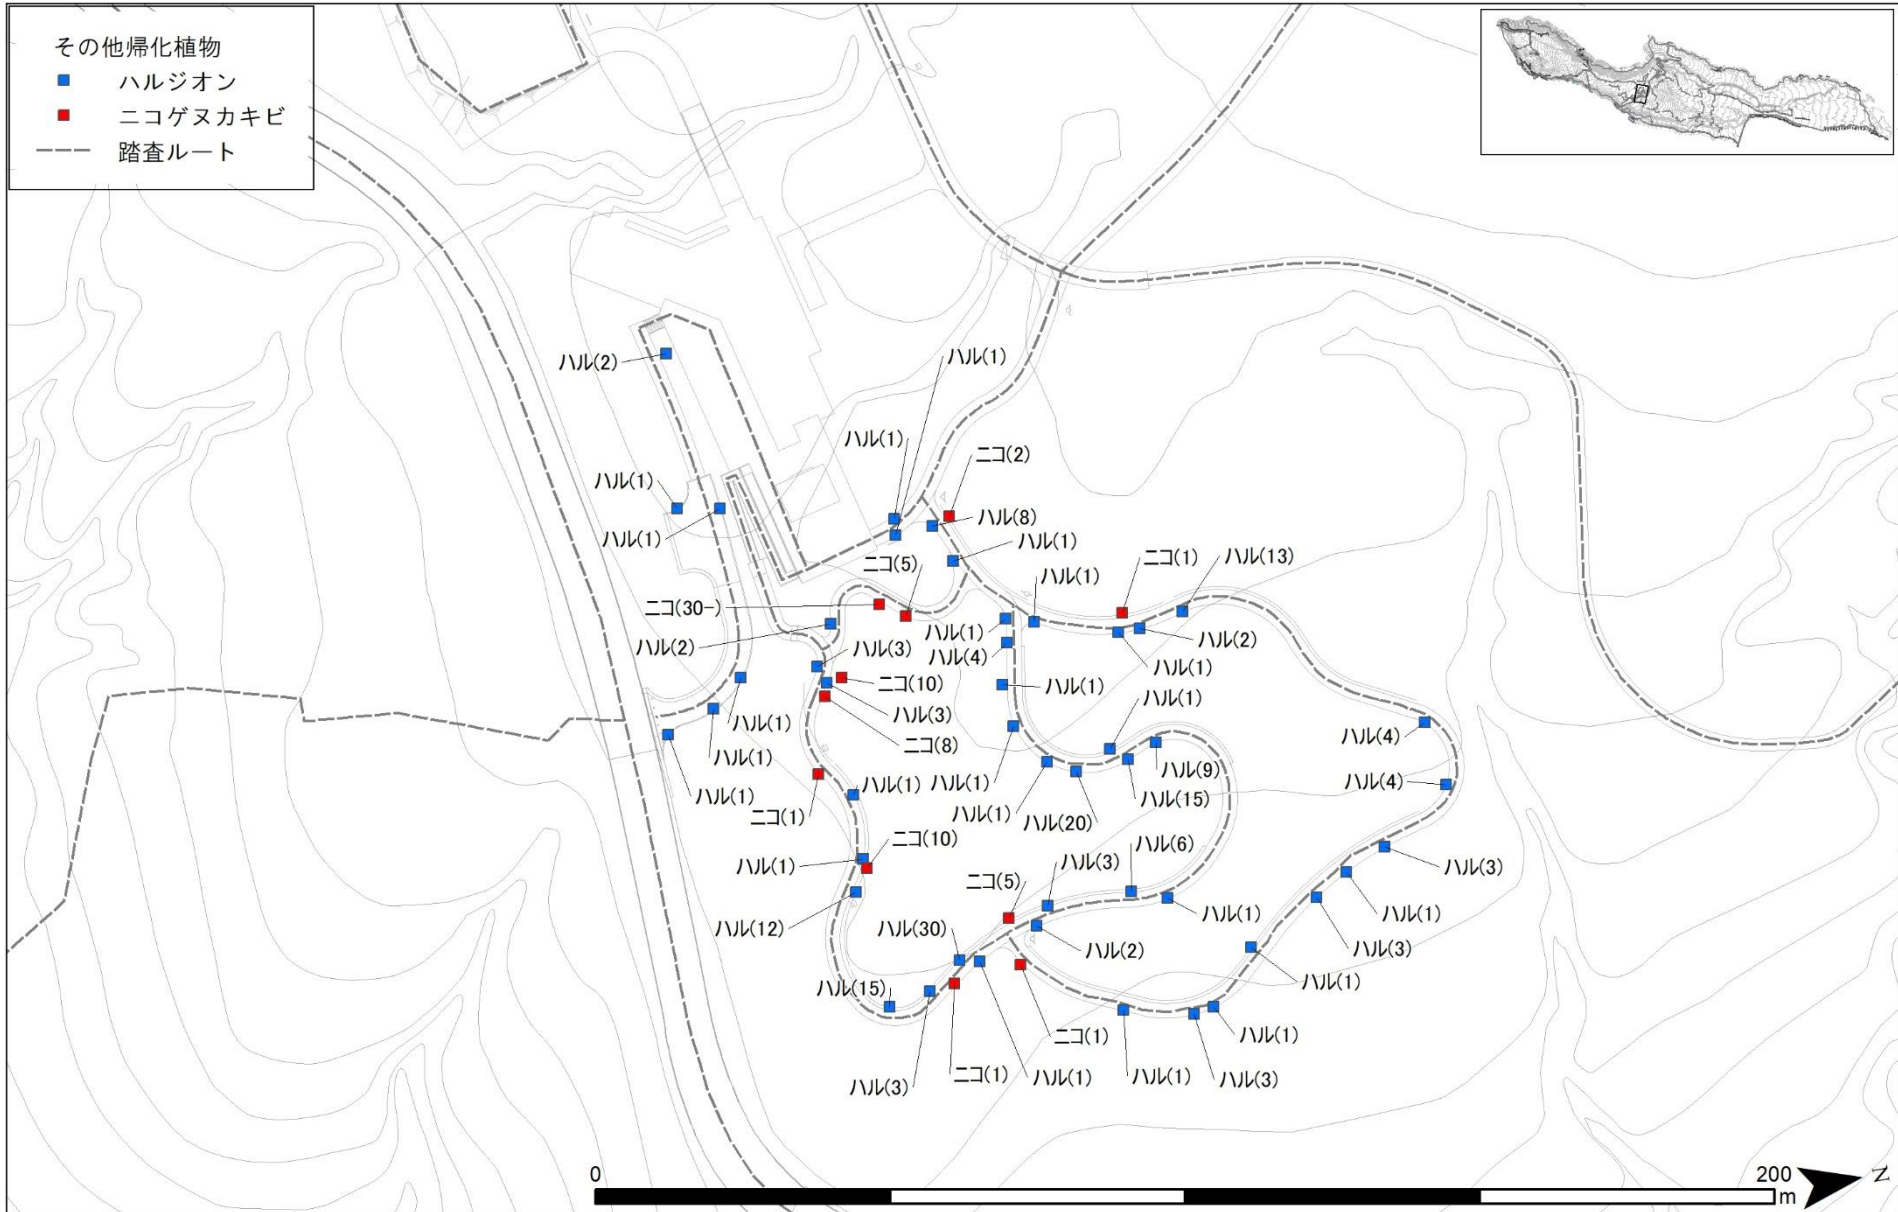 その他帰化植物
ハルジオン
ニコゲヌカキビ
踏査ルート
ハル(2)
ハル(1)
ハル(1)
ハル(1)
ニコ(2)
ハル(1)
ハル(8)
ハル(1)
ハル(1)
ニコ(5)
ハル(1)
ニコ(1)
ハル(13)
ニコ(30-)
ハル(1)
ハル(2)
ハル(3)
ハル(4)
ハル(1)
ハル(2)
ニコ(10)
ハル(1)
ハル(1)
ハル(3)
ハル(1)
ハル(4)
ニコ(8)
ハル(1)
ハル(1)
ハル(9)
ハル(1)
ハル(1)
ハル(15)
ハル(4)
ニコ(1)
ハル(1)
ハル(20)
ニコ(10)
ハル(1)
ハル(6)
ハル(3)
ハル(3)
ニコ(5)
ハル(1)
ハル(1)
ハル(12)
ハル(30)
ハル(2)
ハル(3)
ハル(1)
ハル(15)
ニコ(1)
ハル(1)
ハル(3)
ニコ(1)
ハル(1)
ハル(1)
ハル(3)
0
200
m
N